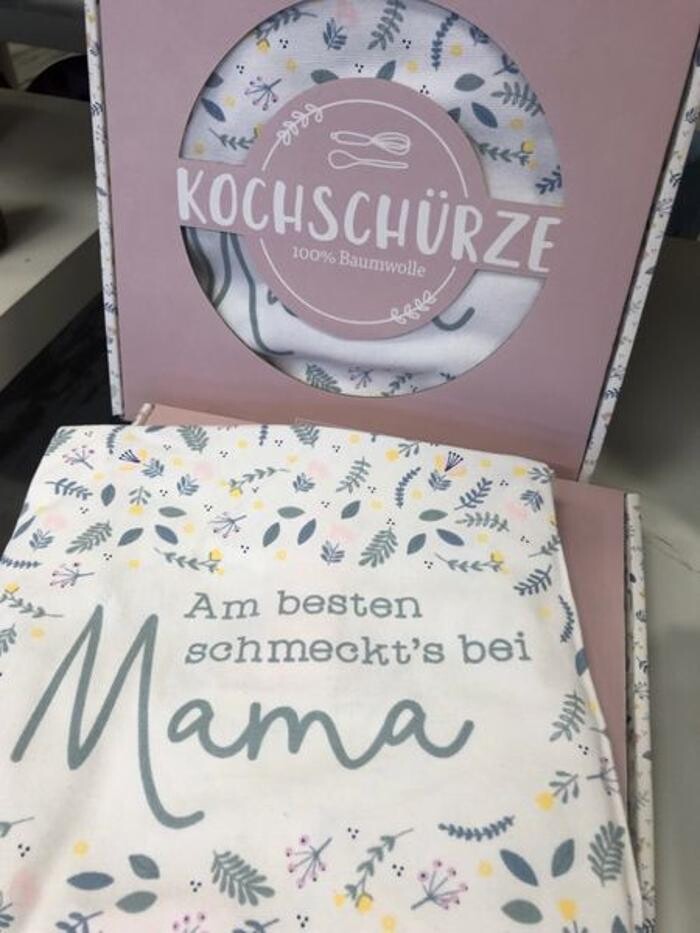 KOCHSCHÜRZE
100% Baumwolle
Am besten
schmeckt's bei
Mama